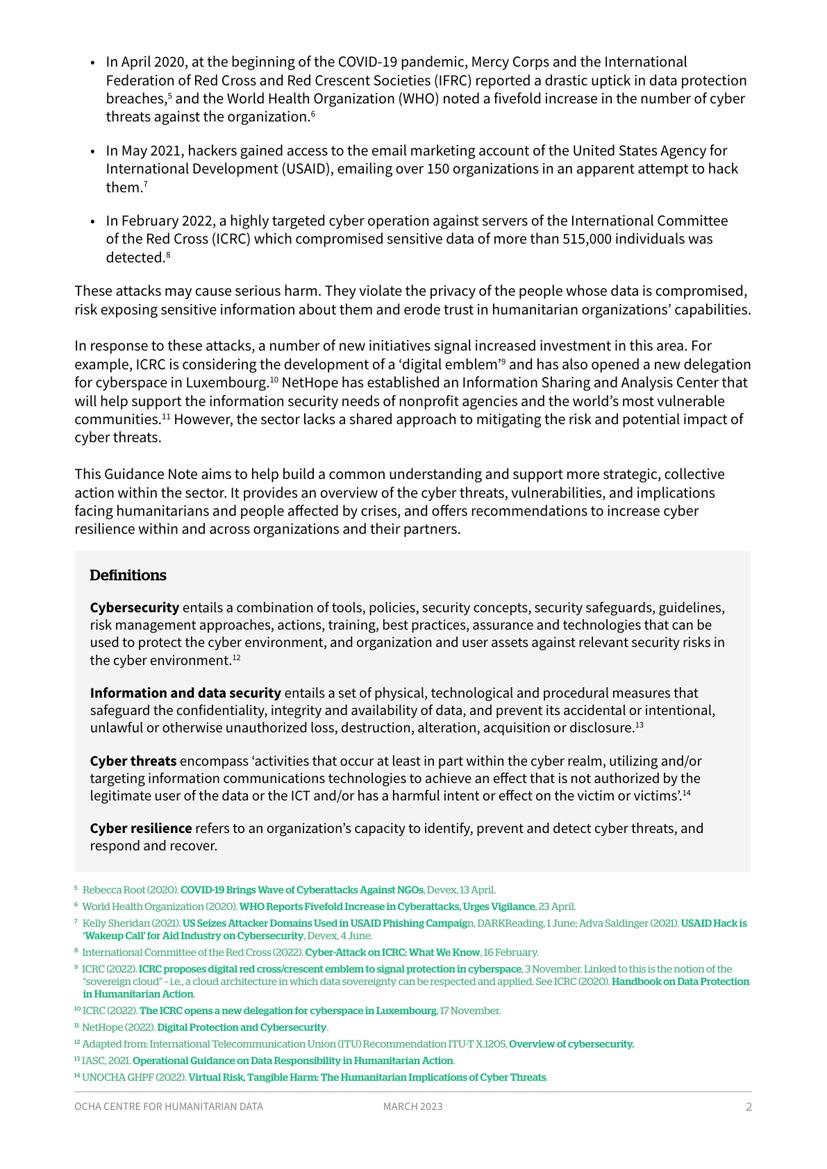 • In April 2020, at the beginning of the COVID-19 pandemic, Mercy Corps and the International
Federation of Red Cross and Red Crescent Societies (IFRC) reported a drastic uptick in data protection
breaches,⁵ and the World Health Organization (WHO) noted a fivefold increase in the number of cyber
threats against the organization.⁶
• In May 2021, hackers gained access to the email marketing account of the United States Agency for
International Development (USAID), emailing over 150 organizations in an apparent attempt to hack
them.⁷
• In February 2022, a highly targeted cyber operation against servers of the International Committee
of the Red Cross (ICRC) which compromised sensitive data of more than 515,000 individuals was
detected.⁸
These attacks may cause serious harm. They violate the privacy of the people whose data is compromised,
risk exposing sensitive information about them and erode trust in humanitarian organizations’ capabilities.
In response to these attacks, a number of new initiatives signal increased investment in this area. For
example, ICRC is considering the development of a ‘digital emblem’⁹ and has also opened a new delegation
for cyberspace in Luxembourg.¹⁰ NetHope has established an Information Sharing and Analysis Center that
will help support the information security needs of nonprofit agencies and the world’s most vulnerable
communities.¹¹ However, the sector lacks a shared approach to mitigating the risk and potential impact of
cyber threats.
This Guidance Note aims to help build a common understanding and support more strategic, collective
action within the sector. It provides an overview of the cyber threats, vulnerabilities, and implications
facing humanitarians and people affected by crises, and offers recommendations to increase cyber
resilience within and across organizations and their partners.
Definitions
Cybersecurity entails a combination of tools, policies, security concepts, security safeguards, guidelines,
risk management approaches, actions, training, best practices, assurance and technologies that can be
used to protect the cyber environment, and organization and user assets against relevant security risks in
the cyber environment.¹²
Information and data security entails a set of physical, technological and procedural measures that
safeguard the confidentiality, integrity and availability of data, and prevent its accidental or intentional,
unlawful or otherwise unauthorized loss, destruction, alteration, acquisition or disclosure.¹³
Cyber threats encompass ‘activities that occur at least in part within the cyber realm, utilizing and/or
targeting information communications technologies to achieve an effect that is not authorized by the
legitimate user of the data or the ICT and/or has a harmful intent or effect on the victim or victims’.¹⁴
Cyber resilience refers to an organization’s capacity to identify, prevent and detect cyber threats, and
respond and recover.
⁵ Rebecca Root (2020). COVID-19 Brings Wave of Cyberattacks Against NGOs, Devex, 13 April.
⁶ World Health Organization (2020). WHO Reports Fivefold Increase in Cyberattacks, Urges Vigilance, 23 April.
⁷ Kelly Sheridan (2021). US Seizes Attacker Domains Used in USAID Phishing Campaign, DARKReading, 1 June; Adva Saldinger (2021). USAID Hack is
‘Wakeup Call’ for Aid Industry on Cybersecurity, Devex, 4 June.
⁸ International Committee of the Red Cross (2022). Cyber-Attack on ICRC: What We Know, 16 February.
⁹ ICRC (2022). ICRC proposes digital red cross/crescent emblem to signal protection in cyberspace, 3 November. Linked to this is the notion of the
“sovereign cloud” – i.e., a cloud architecture in which data sovereignty can be respected and applied. See ICRC (2020). Handbook on Data Protection
in Humanitarian Action.
¹⁰ ICRC (2022). The ICRC opens a new delegation for cyberspace in Luxembourg, 17 November.
¹¹ NetHope (2022). Digital Protection and Cybersecurity.
¹² Adapted from: International Telecommunication Union (ITU) Recommendation ITU-T X.1205, Overview of cybersecurity.
¹³ IASC, 2021. Operational Guidance on Data Responsibility in Humanitarian Action.
¹⁴ UNOCHA GHPF (2022). Virtual Risk, Tangible Harm: The Humanitarian Implications of Cyber Threats.
OCHA CENTRE FOR HUMANITARIAN DATA MARCH 2023 2